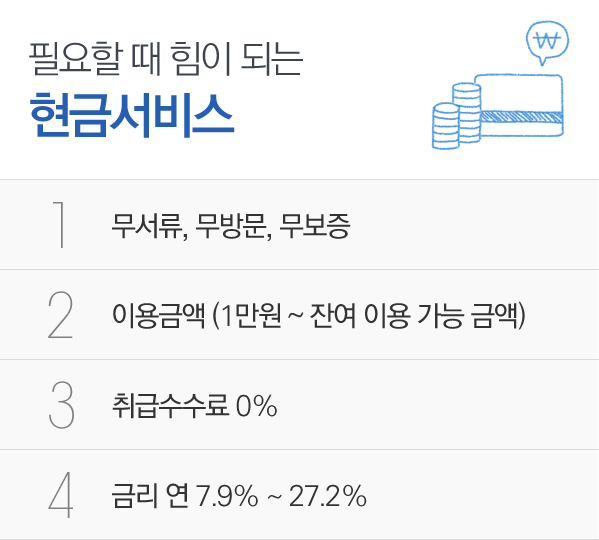 필요할 때 힘이 되는
현금서비스
₩
1 무서류, 무방문, 무보증
2 이용금액 (1만원 ~ 잔여 이용 가능 금액)
3 취급수수료 0%
4 금리 연 7.9% ~ 27.2%